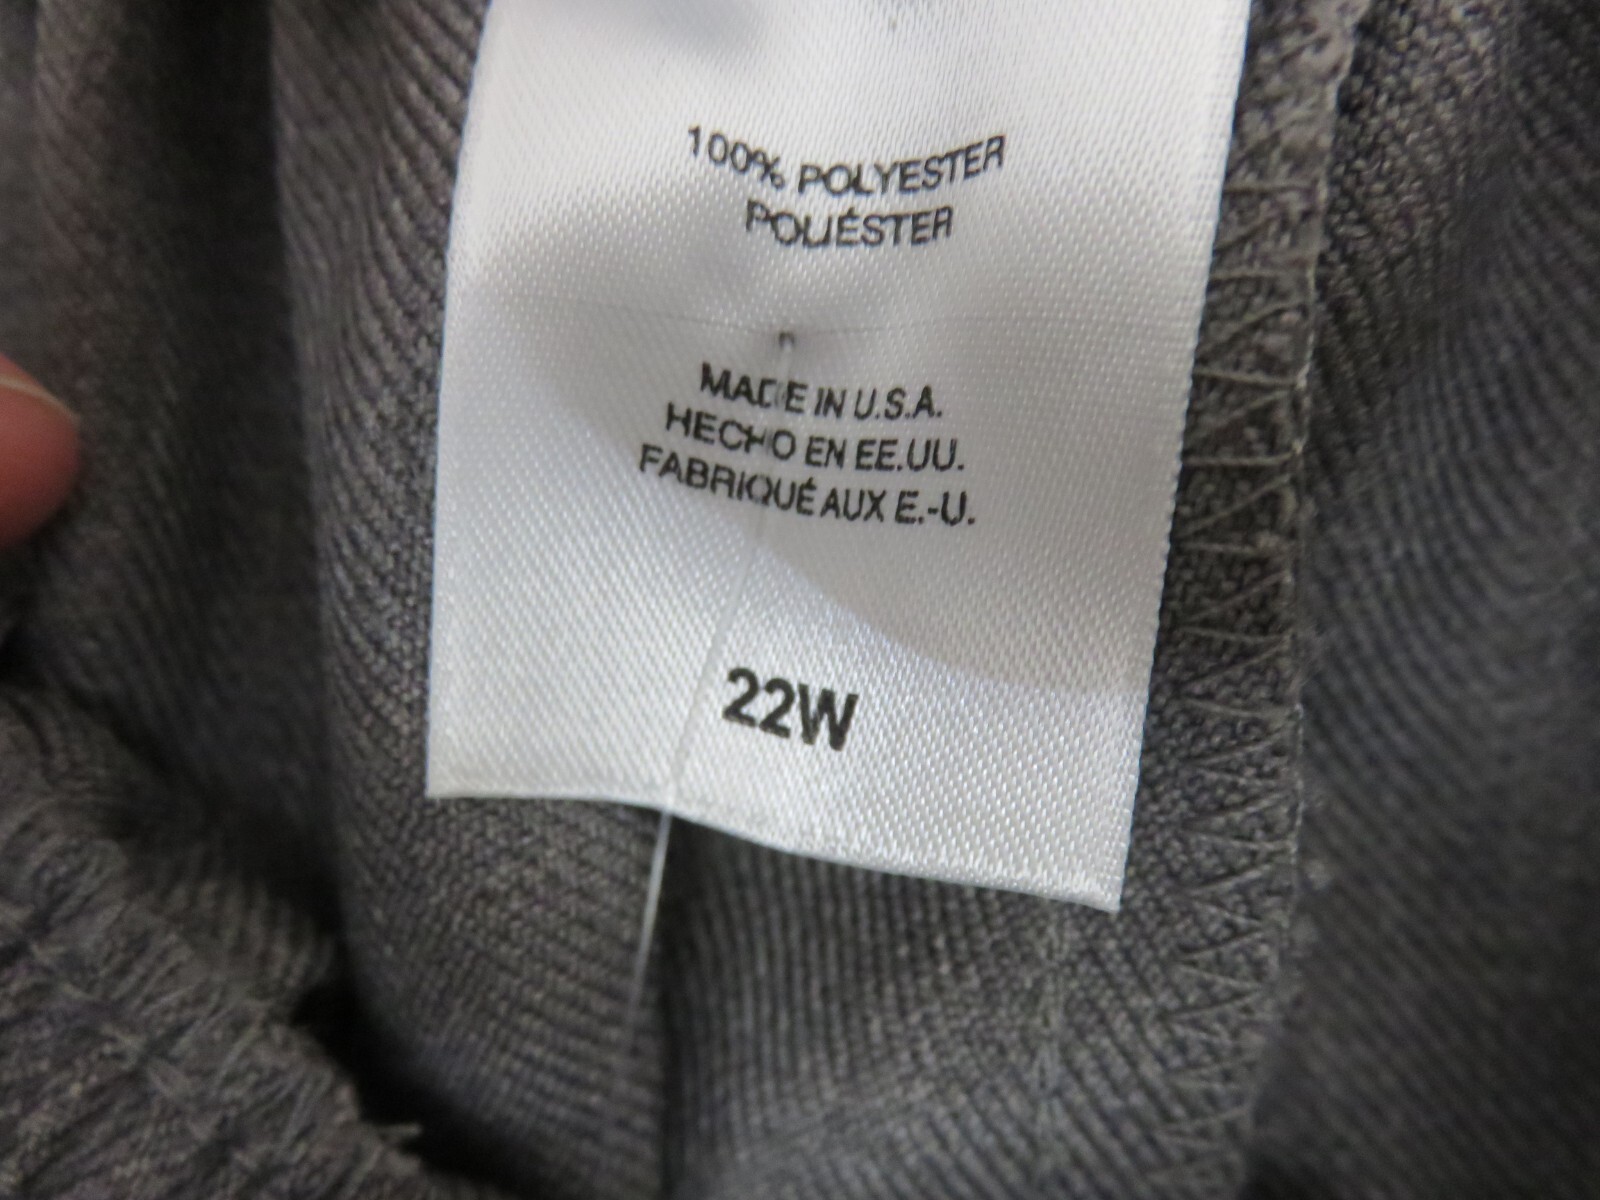 100% POLYESTER
POLIÉSTER
MADE IN U.S.A.
HECHO EN EE.UU.
FABRIQUÉ AUX E.-U.
22W